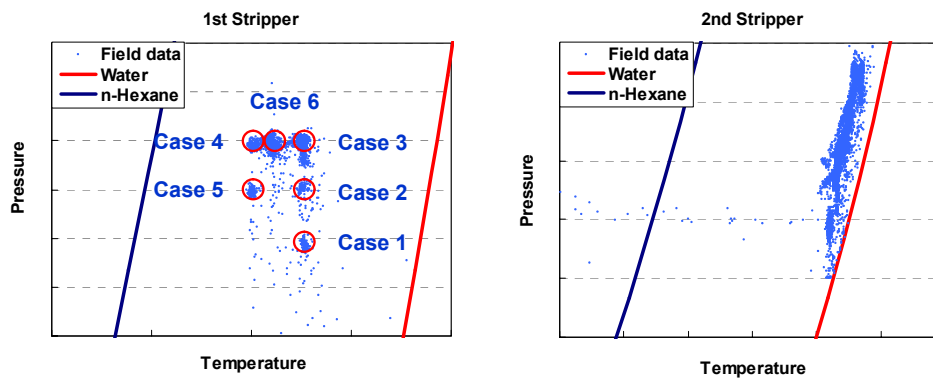 1st Stripper
Field data
Water
n-Hexane
Case 6
Case 4
Case 3
Case 5
Case 2
Case 1
Pressure
Temperature
2nd Stripper
Field data
Water
n-Hexane
Pressure
Temperature